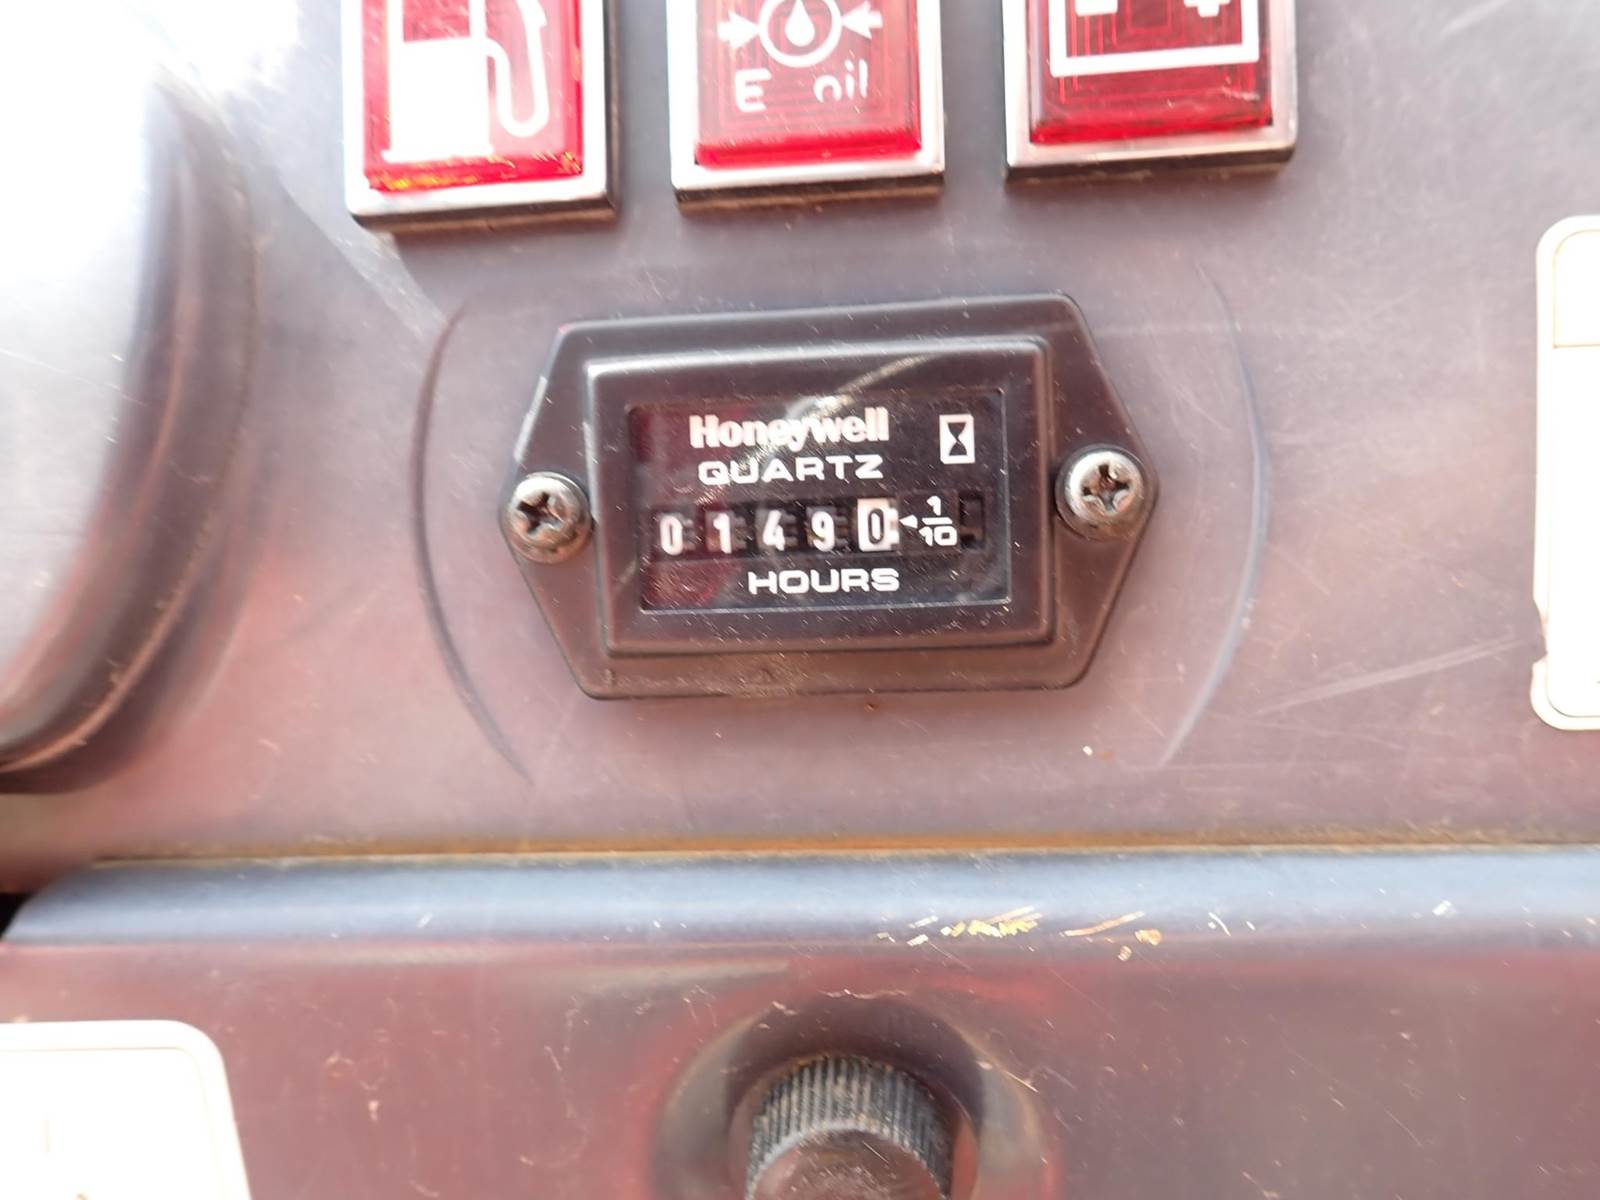 E oil
Honeywell
QUARTZ
01490 1/10
HOURS